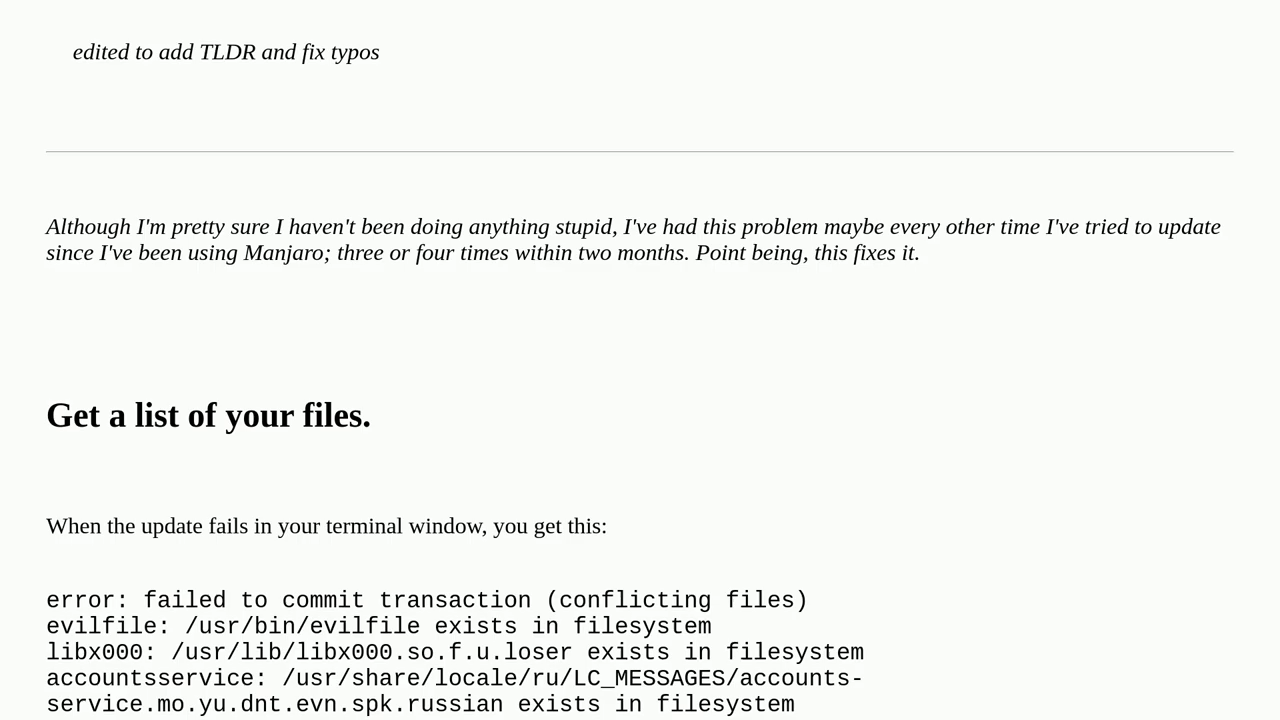 edited to add TLDR and fix typos
Although I'm pretty sure I haven't been doing anything stupid, I've had this problem maybe every other time I've tried to update
since I've been using Manjaro; three or four times within two months. Point being, this fixes it.
Get a list of your files.
When the update fails in your terminal window, you get this:
error: failed to commit transaction (conflicting files)
evilfile: /usr/bin/evilfile exists in filesystem
libx000: /usr/lib/libx000.so.f.u.loser exists in filesystem
accountsservice: /usr/share/locale/ru/LC_MESSAGES/accounts-
service.mo.yu.dnt.evn.spk.russian exists in filesystem